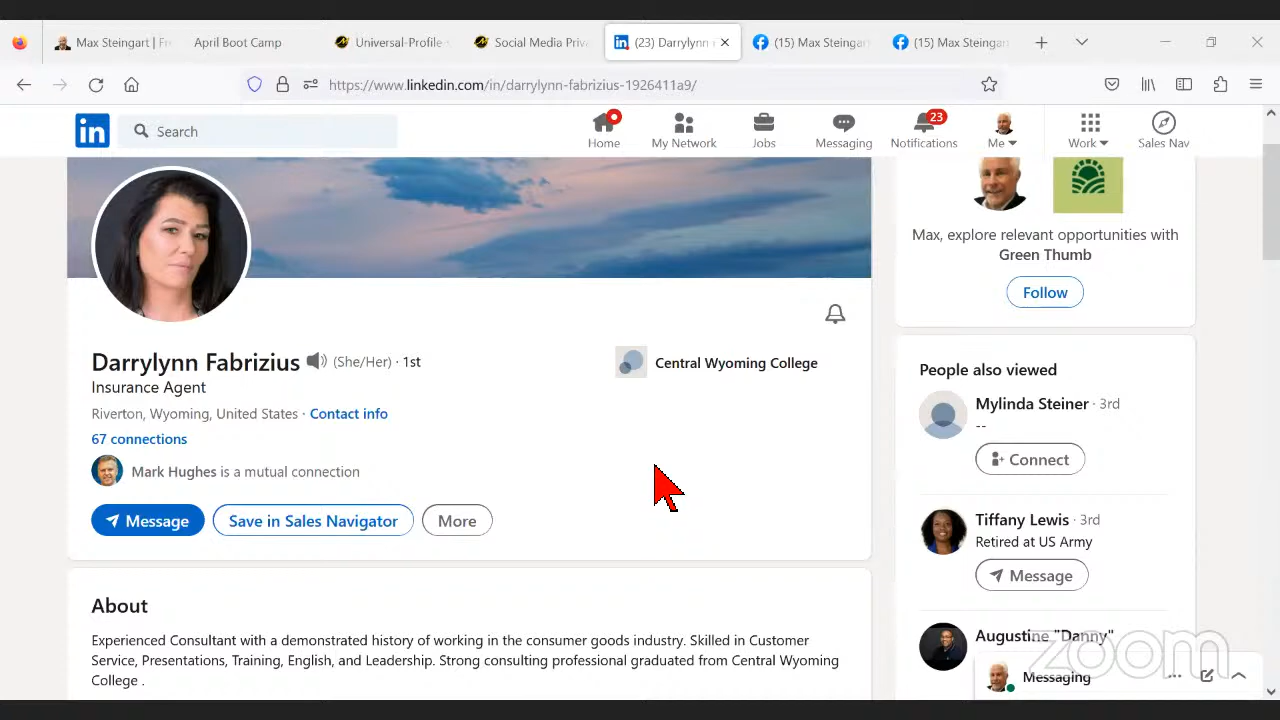 Max Steingart | Fr
April Boot Camp
Universal-Profile-
Social Media Priv
in (23) Darrylynn F
(15) Max Steingar
(15) Max Steingar
https://www.linkedin.com/in/darrylynn-fabrizius-1926411a9/
in Search
Home
My Network
Jobs
Messaging
23
Notifications
Me
Work
Sales Nav
Max, explore relevant opportunities with
Green Thumb
Follow
Darrylynn Fabrizius (She/Her) · 1st
Central Wyoming College
Insurance Agent
Riverton, Wyoming, United States · Contact info
67 connections
Mark Hughes is a mutual connection
Message
Save in Sales Navigator
More
About
Experienced Consultant with a demonstrated history of working in the consumer goods industry. Skilled in Customer
Service, Presentations, Training, English, and Leadership. Strong consulting professional graduated from Central Wyoming
College .
People also viewed
Mylinda Steiner · 3rd
--
Connect
Tiffany Lewis · 3rd
Retired at US Army
Message
Augustine "Danny"
Messaging
zoom